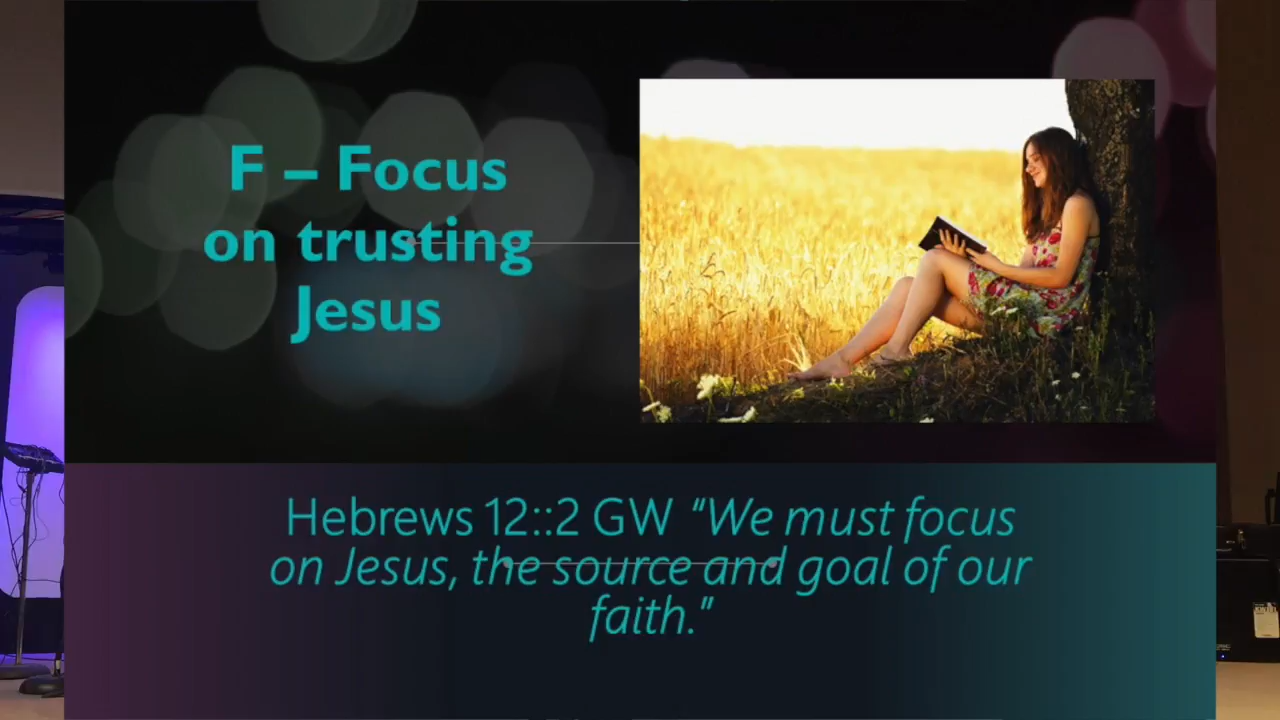 F – Focus
on trusting
Jesus
Hebrews 12::2 GW “We must focus
on Jesus, the source and goal of our
faith.”